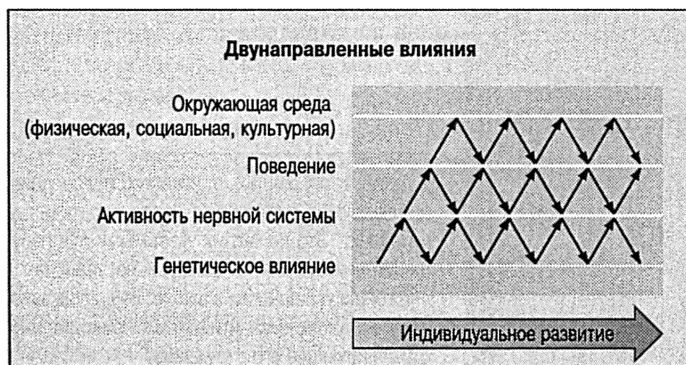 Двунаправленные влияния
Окружающая среда
(физическая, социальная, культурная)
Поведение
Активность нервной системы
Генетическое влияние
Индивидуальное развитие